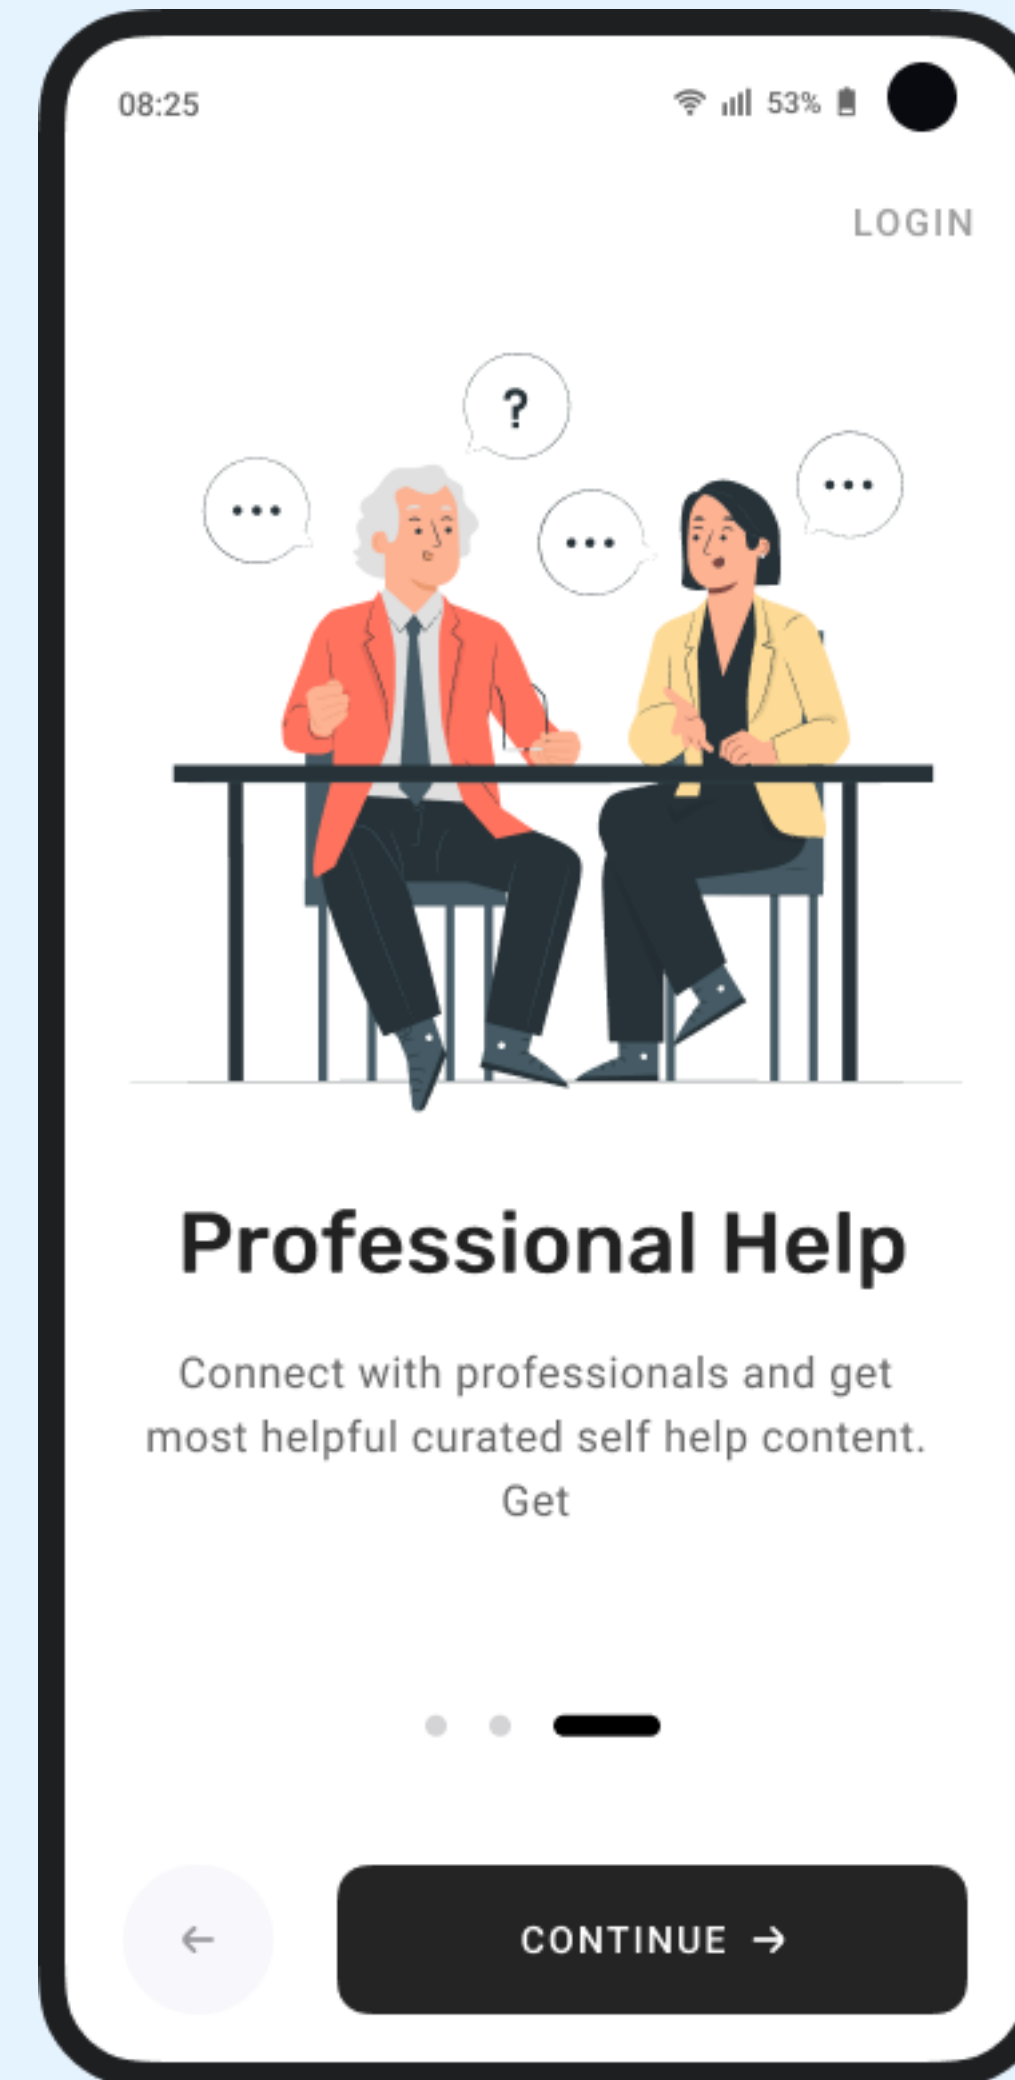 08:25 53%
LOGIN
?
Professional Help
Connect with professionals and get
most helpful curated self help content.
Get
CONTINUE →